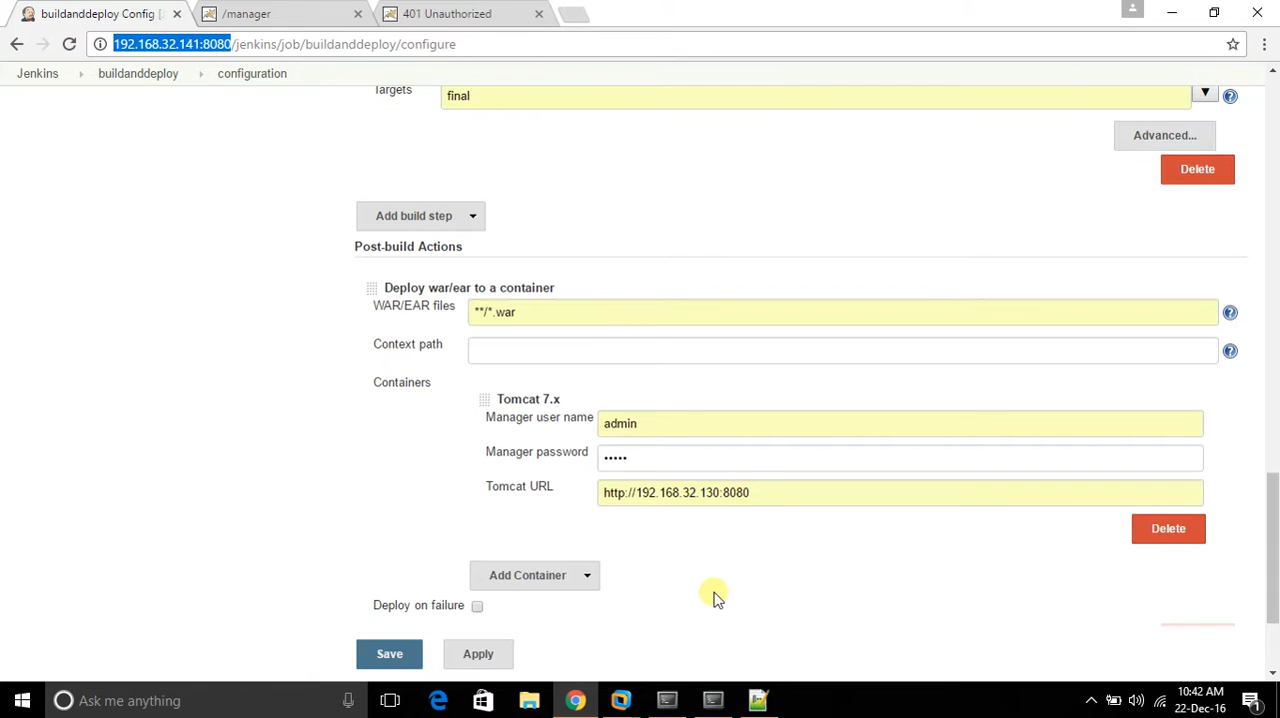 buildanddeploy Config [
/manager
401 Unauthorized
192.168.32.141:8080/jenkins/job/buildanddeploy/configure
Jenkins
buildanddeploy
configuration
Targets
final
Advanced...
Delete
Add build step
Post-build Actions
Deploy war/ear to a container
WAR/EAR files
**/*.war
Context path
Containers
Tomcat 7.x
Manager user name
admin
Manager password
•••••
Tomcat URL
http://192.168.32.130:8080
Delete
Add Container
Deploy on failure
Save
Apply
Ask me anything
10:42 AM
22-Dec-16
1